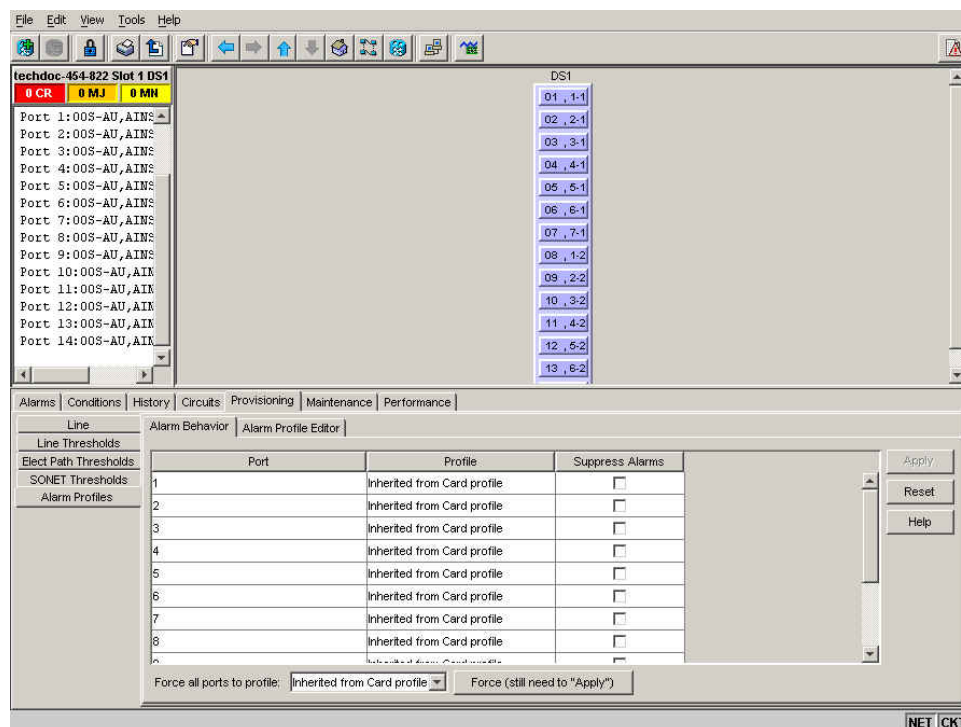 File Edit View Tools Help
techdoc-454-822 Slot 1 DS1
0 CR 0 MJ 0 MN
Port 1:OOS-AU,AINS
Port 2:OOS-AU,AINS
Port 3:OOS-AU,AINS
Port 4:OOS-AU,AINS
Port 5:OOS-AU,AINS
Port 6:OOS-AU,AINS
Port 7:OOS-AU,AINS
Port 8:OOS-AU,AINS
Port 9:OOS-AU,AINS
Port 10:OOS-AU,AIN
Port 11:OOS-AU,AIN
Port 12:OOS-AU,AIN
Port 13:OOS-AU,AIN
Port 14:OOS-AU,AIN
DS1
01 , 1-1
02 , 2-1
03 , 3-1
04 , 4-1
05 , 5-1
06 , 6-1
07 , 7-1
08 , 1-2
09 , 2-2
10 , 3-2
11 , 4-2
12 , 5-2
13 , 6-2
Alarms Conditions History Circuits Provisioning Maintenance Performance
Line
Line Thresholds
Elect Path Thresholds
SONET Thresholds
Alarm Profiles
Alarm Behavior Alarm Profile Editor
Port Profile Suppress Alarms
1 Inherited from Card profile
2 Inherited from Card profile
3 Inherited from Card profile
4 Inherited from Card profile
5 Inherited from Card profile
6 Inherited from Card profile
7 Inherited from Card profile
8 Inherited from Card profile
Apply
Reset
Help
Force all ports to profile: Inherited from Card profile Force (still need to "Apply")
NET CK